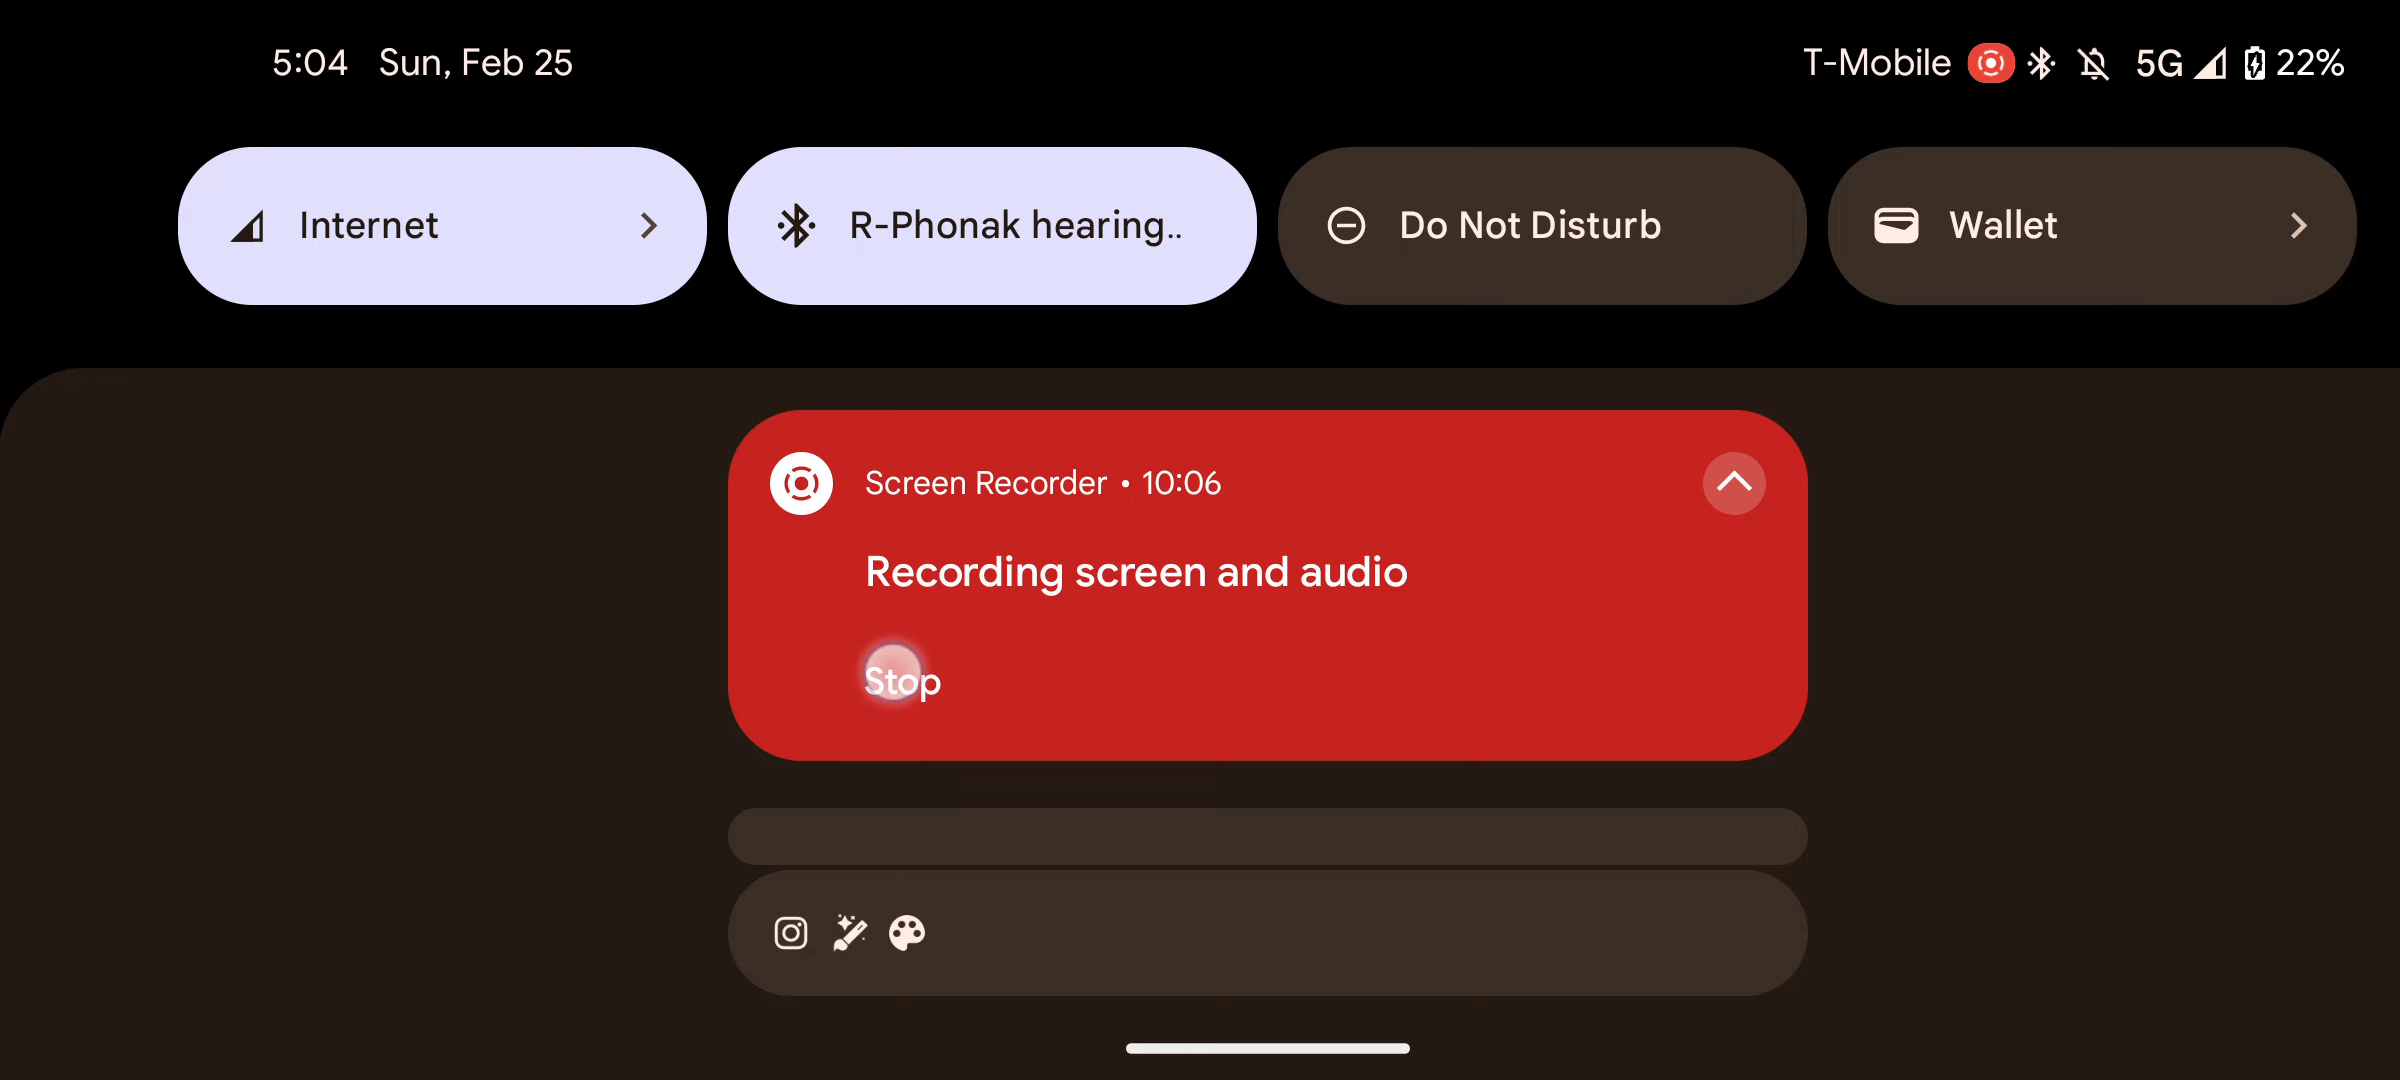 5:04 Sun, Feb 25
T-Mobile 5G 22%
Internet
R-Phonak hearing..
Do Not Disturb
Wallet
Screen Recorder • 10:06
Recording screen and audio
Stop